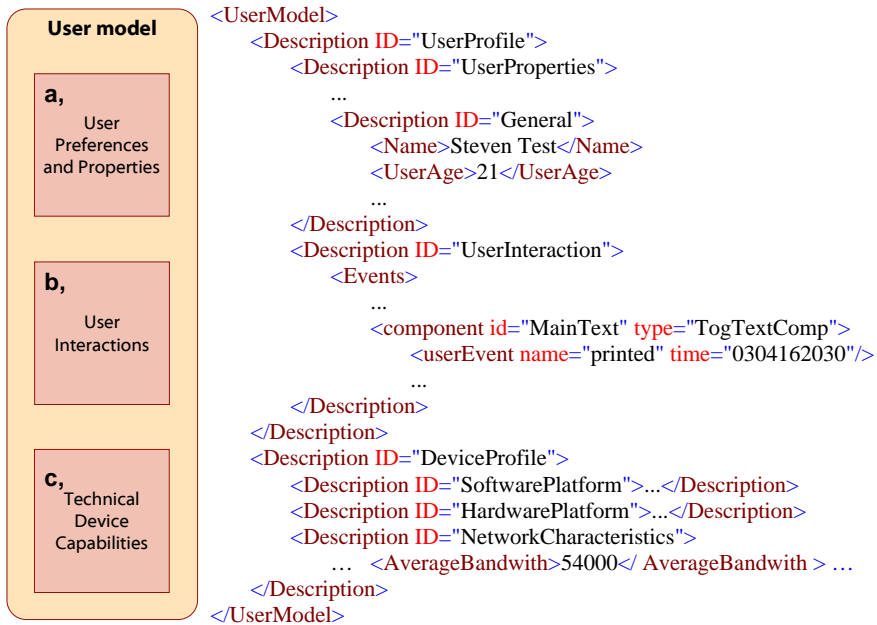 User model
a,
User
Preferences
and Properties
b,
User
Interactions
c,
Technical
Device
Capabilities
<UserModel>
<Description ID="UserProfile">
<Description ID="UserProperties">
...
<Description ID="General">
<Name>Steven Test</Name>
<UserAge>21</UserAge>
...
</Description>
<Description ID="UserInteraction">
<Events>
...
<component id="MainText" type="TogTextComp">
<userEvent name="printed" time="0304162030"/>
...
</Description>
</Description>
<Description ID="DeviceProfile">
<Description ID="SoftwarePlatform">...</Description>
<Description ID="HardwarePlatform">...</Description>
<Description ID="NetworkCharacteristics">
… <AverageBandwith>54000</ AverageBandwith > …
</Description>
</UserModel>